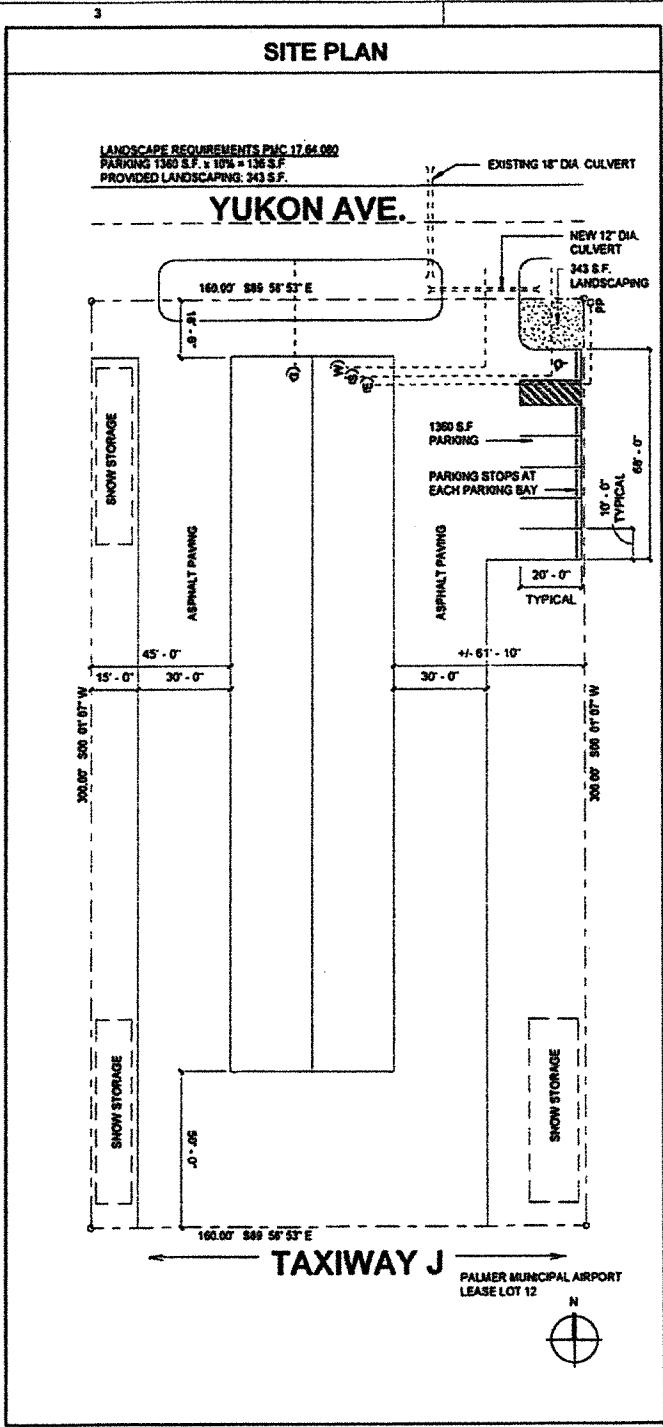 3
SITE PLAN
LANDSCAPE REQUIREMENTS PMC 17.64.080
PARKING 1360 S.F. x 10% = 136 S.F.
PROVIDED LANDSCAPING: 343 S.F.
EXISTING 18" DIA. CULVERT
YUKON AVE.
NEW 12" DIA.
CULVERT
343 S.F.
LANDSCAPING
160.00' S89 56' 53" E
PP
(W)
(S)
(E)
SNOW STORAGE
1360 S.F
PARKING
PARKING STOPS AT
EACH PARKING BAY
68' - 0"
10' - 0"
TYPICAL
ASPHALT PAVING
ASPHALT PAVING
20' - 0"
TYPICAL
45' - 0"
+/- 61' - 10"
15' - 0"
30' - 0"
30' - 0"
300.00' S00 01' 07" W
300.00' S00 01' 07" W
SNOW STORAGE
SNOW STORAGE
50' - 0"
160.00' S89 56' 53" E
TAXIWAY J
PALMER MUNICIPAL AIRPORT
LEASE LOT 12
N